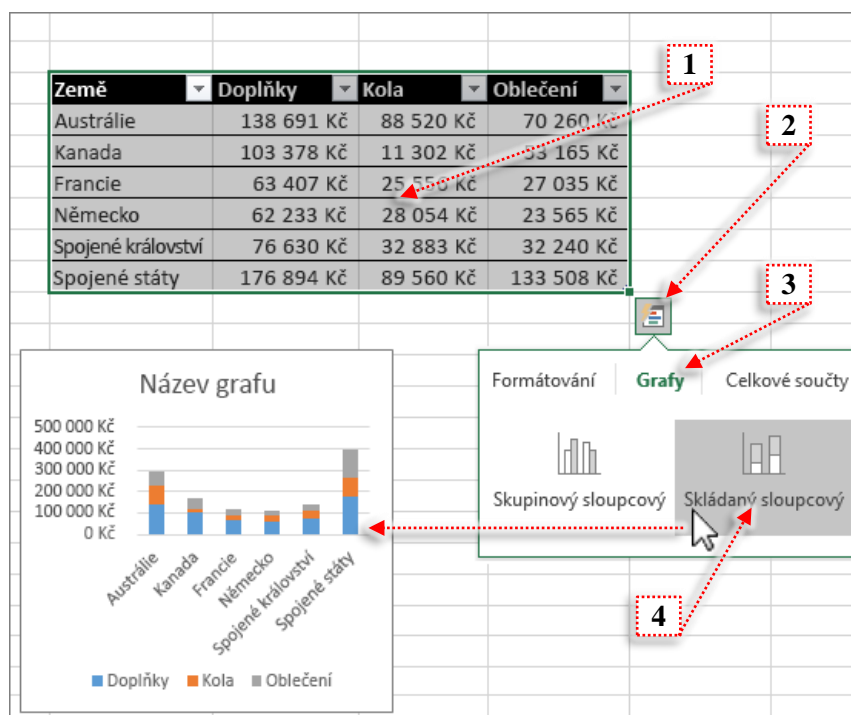 1
2
3
4
Země Doplňky Kola Oblečení
Austrálie 138 691 Kč 88 520 Kč 70 260 Kč
Kanada 103 378 Kč 11 302 Kč 165 Kč
Francie 63 407 Kč 27 035 Kč
Německo 62 233 Kč 28 054 Kč 23 565 Kč
Spojené království 76 630 Kč 32 883 Kč 32 240 Kč
Spojené státy 176 894 Kč 89 560 Kč 133 508 Kč
Formátování Grafy Celkové součty
Skupinový sloupcový Skládaný sloupcový
Název grafu
500 000 Kč
400 000 Kč
300 000 Kč
200 000 Kč
100 000 Kč
0 Kč
Austrálie
Kanada
Francie
Německo
Spojené království
Spojené státy
Doplňky Kola Oblečení